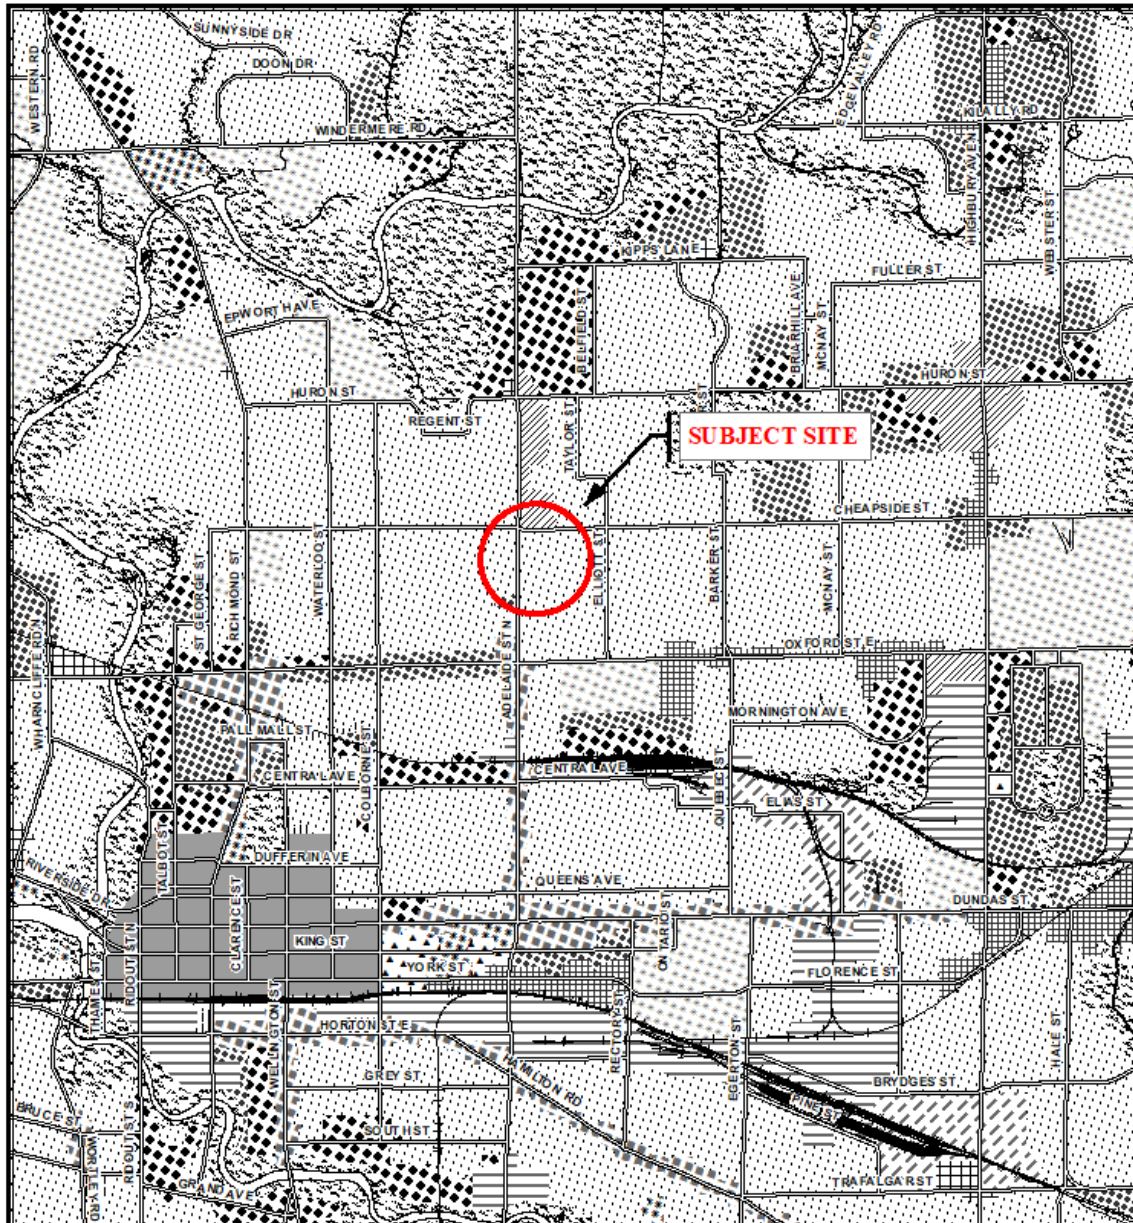 SUNNYSIDE DR
DOON DR
WESTERN RD
WINDERMERE RD
EDGEVALLEY RD
KILALLY RD
HIGHBURY AVE N
WEBSTER ST
KIPPS LANE
FULLER ST
EPWORTH AVE
BELFIELD ST
BRIARHILL AVE
MCNAY ST
HURON ST
HURON ST
REGENT ST
TAYLOR ST
R ST
SUBJECT SITE
CHEAPSIDE ST
ST GEORGE ST
RICHMOND ST
WATERLOO ST
ELLIOTT ST
BARKER ST
MCNAY ST
WHARNCLIFFE RD N
ADELAIDE ST N
OXFORD ST E
PALL MALL ST
COLBORNE ST
MORNINGTON AVE
CENTRAL AVE
CENTRAL AVE
QUEBEC ST
ELIAS ST
TALBOT ST
DUFFERIN AVE
RIVERSIDE DR
CLARENCE ST
QUEENS AVE
DUNDAS ST
KING ST
ONTARIO ST
YORK ST
FLORENCE ST
THAMES ST
RIDOUT ST N
WELLINGTON ST
HORTON ST E
RECTORY ST
EGERTON ST
HALE ST
GREY ST
HAMILTON RD
BRYDGES ST
PINE ST
BRUCE ST
WORTLEY RD
RIDOUT ST S
SOUTH ST
GRAND AVE
TRAFALGAR ST